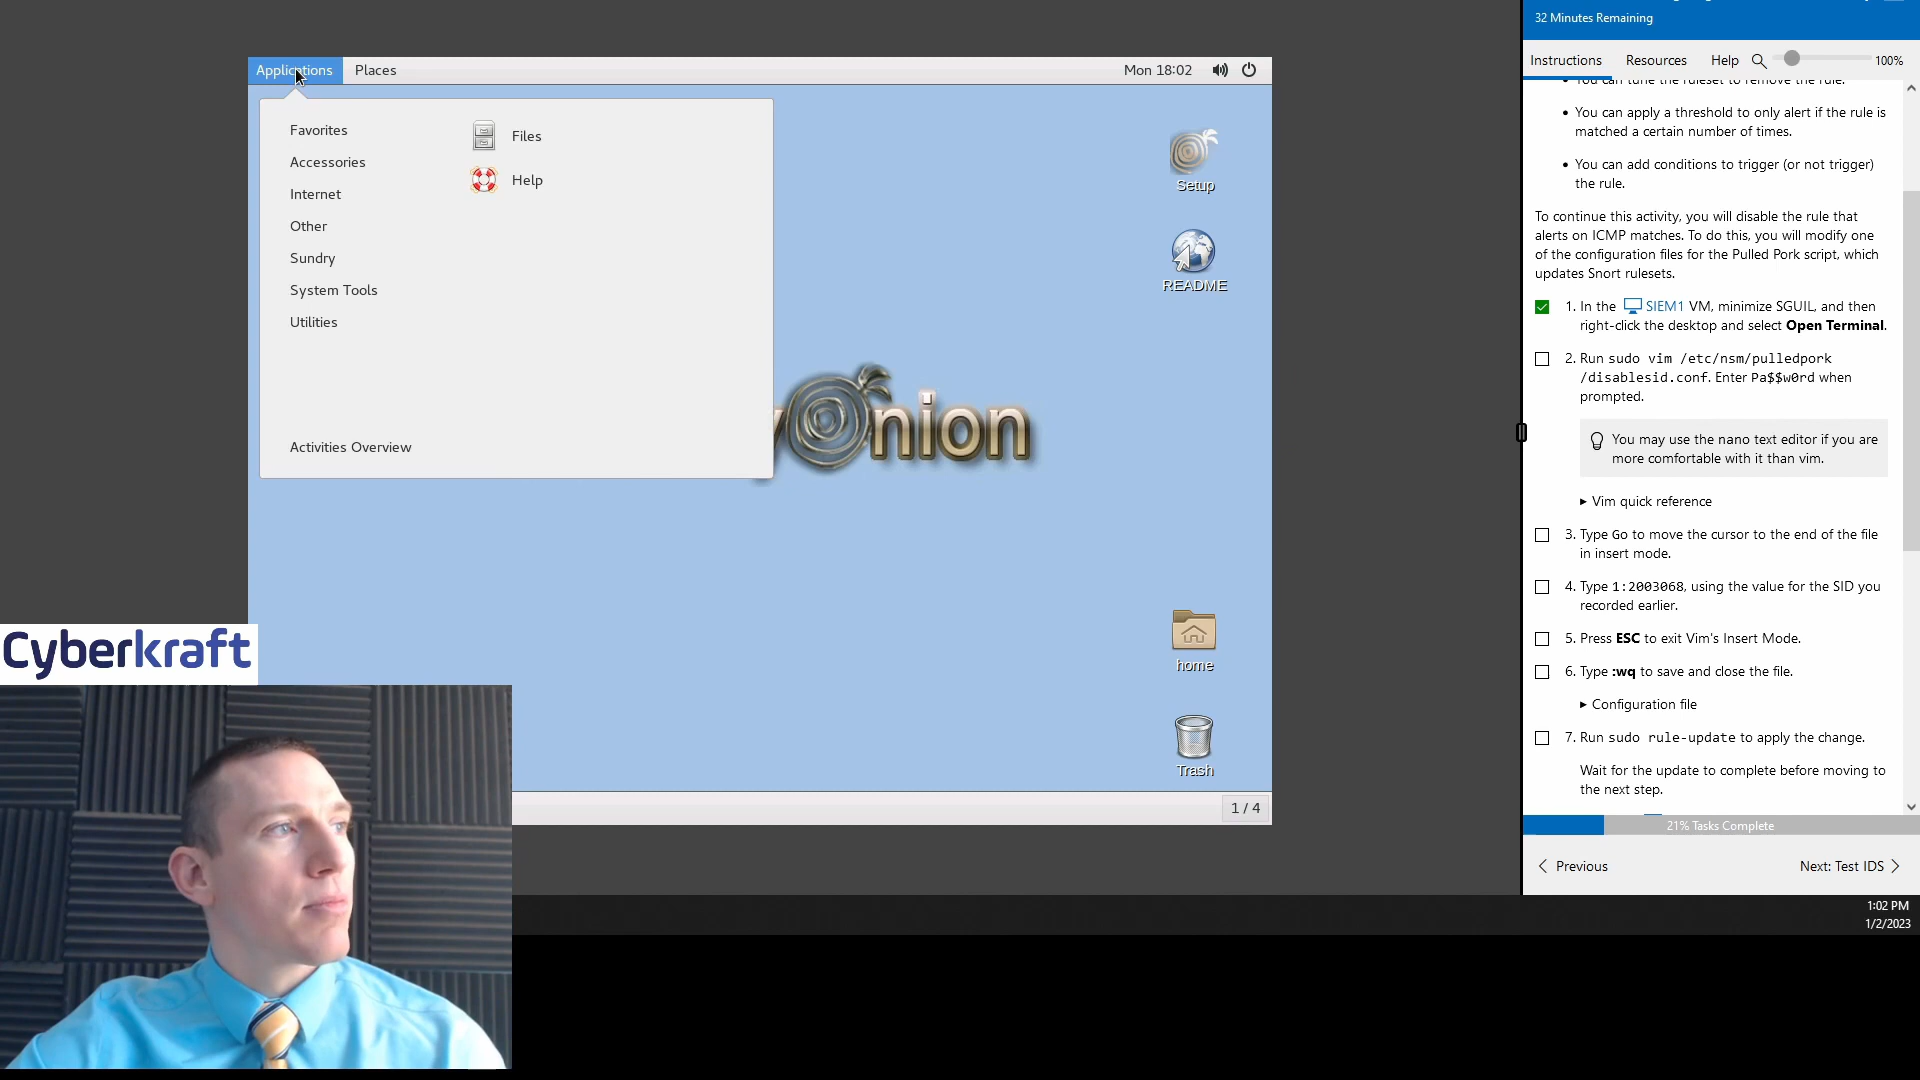 32 Minutes Remaining
Applications
Places
Mon 18:02
Favorites
Accessories
Internet
Other
Sundry
System Tools
Utilities
Activities Overview
Files
Help
Setup
README
yOnion
home
Trash
1 / 4
Cyberkraft
Instructions
Resources
Help
100%
You can tune the ruleset to remove the rule.
• You can apply a threshold to only alert if the rule is
matched a certain number of times.
• You can add conditions to trigger (or not trigger)
the rule.
To continue this activity, you will disable the rule that
alerts on ICMP matches. To do this, you will modify one
of the configuration files for the Pulled Pork script, which
updates Snort rulesets.
1. In the SIEM1 VM, minimize SGUIL, and then
right-click the desktop and select Open Terminal.
2. Run sudo vim /etc/nsm/pulledpork
/disablesid.conf. Enter Pa$$w0rd when
prompted.
You may use the nano text editor if you are
more comfortable with it than vim.
▸ Vim quick reference
3. Type Go to move the cursor to the end of the file
in insert mode.
4. Type 1:2003068, using the value for the SID you
recorded earlier.
5. Press ESC to exit Vim's Insert Mode.
6. Type :wq to save and close the file.
▸ Configuration file
7. Run sudo rule-update to apply the change.
Wait for the update to complete before moving to
the next step.
21% Tasks Complete
Previous
Next: Test IDS
1:02 PM
1/2/2023